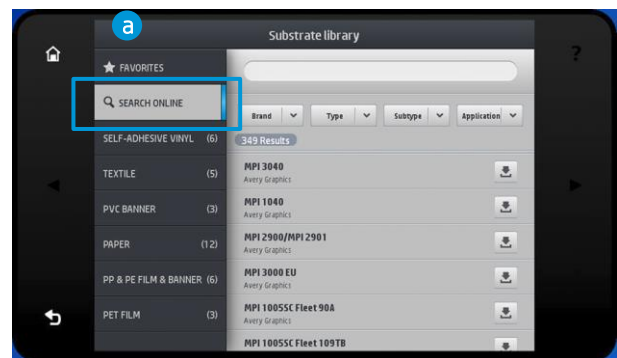 a
Substrate library
?
FAVORITES
SEARCH ONLINE
Brand Type Subtype Application
SELF-ADHESIVE VINYL (6)
349 Results
TEXTILE (5)
MPI 3040
Avery Graphics
PVC BANNER (3)
MPI 1040
Avery Graphics
PAPER (12)
MPI 2900/MPI 2901
Avery Graphics
PP & PE FILM & BANNER (6)
MPI 3000 EU
Avery Graphics
PET FILM (3)
MPI 1005SC Fleet 90A
Avery Graphics
MPI 1005SC Fleet 109TB